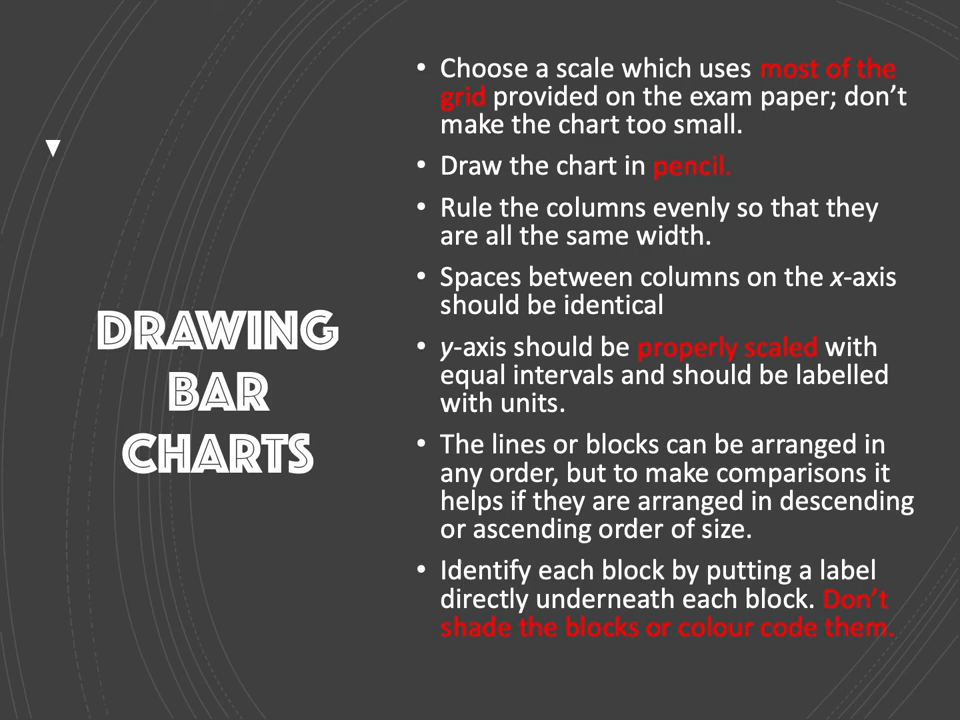 DRAWING
BAR
CHARTS
• Choose a scale which uses most of the
grid provided on the exam paper; don’t
make the chart too small.
• Draw the chart in pencil.
• Rule the columns evenly so that they
are all the same width.
• Spaces between columns on the x-axis
should be identical
• y-axis should be properly scaled with
equal intervals and should be labelled
with units.
• The lines or blocks can be arranged in
any order, but to make comparisons it
helps if they are arranged in descending
or ascending order of size.
• Identify each block by putting a label
directly underneath each block. Don’t
shade the blocks or colour code them.